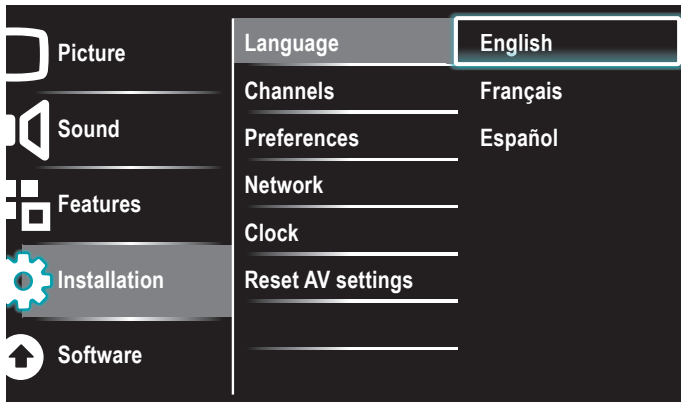 Picture
Sound
Features
Installation
Software
Language
Channels
Preferences
Network
Clock
Reset AV settings
English
Français
Español